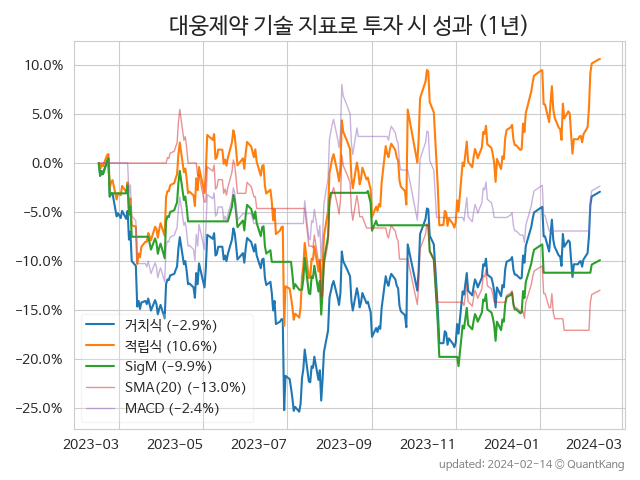 대웅제약 기술 지표로 투자 시 성과 (1년)
10.0%
5.0%
0.0%
−5.0%
−10.0%
−15.0%
−20.0%
−25.0%
거치식 (−2.9%)
적립식 (10.6%)
SigM (−9.9%)
SMA(20) (−13.0%)
MACD (−2.4%)
2023-03 2023-05 2023-07 2023-09 2023-11 2024-01 2024-03
updated: 2024-02-14 © QuantKang